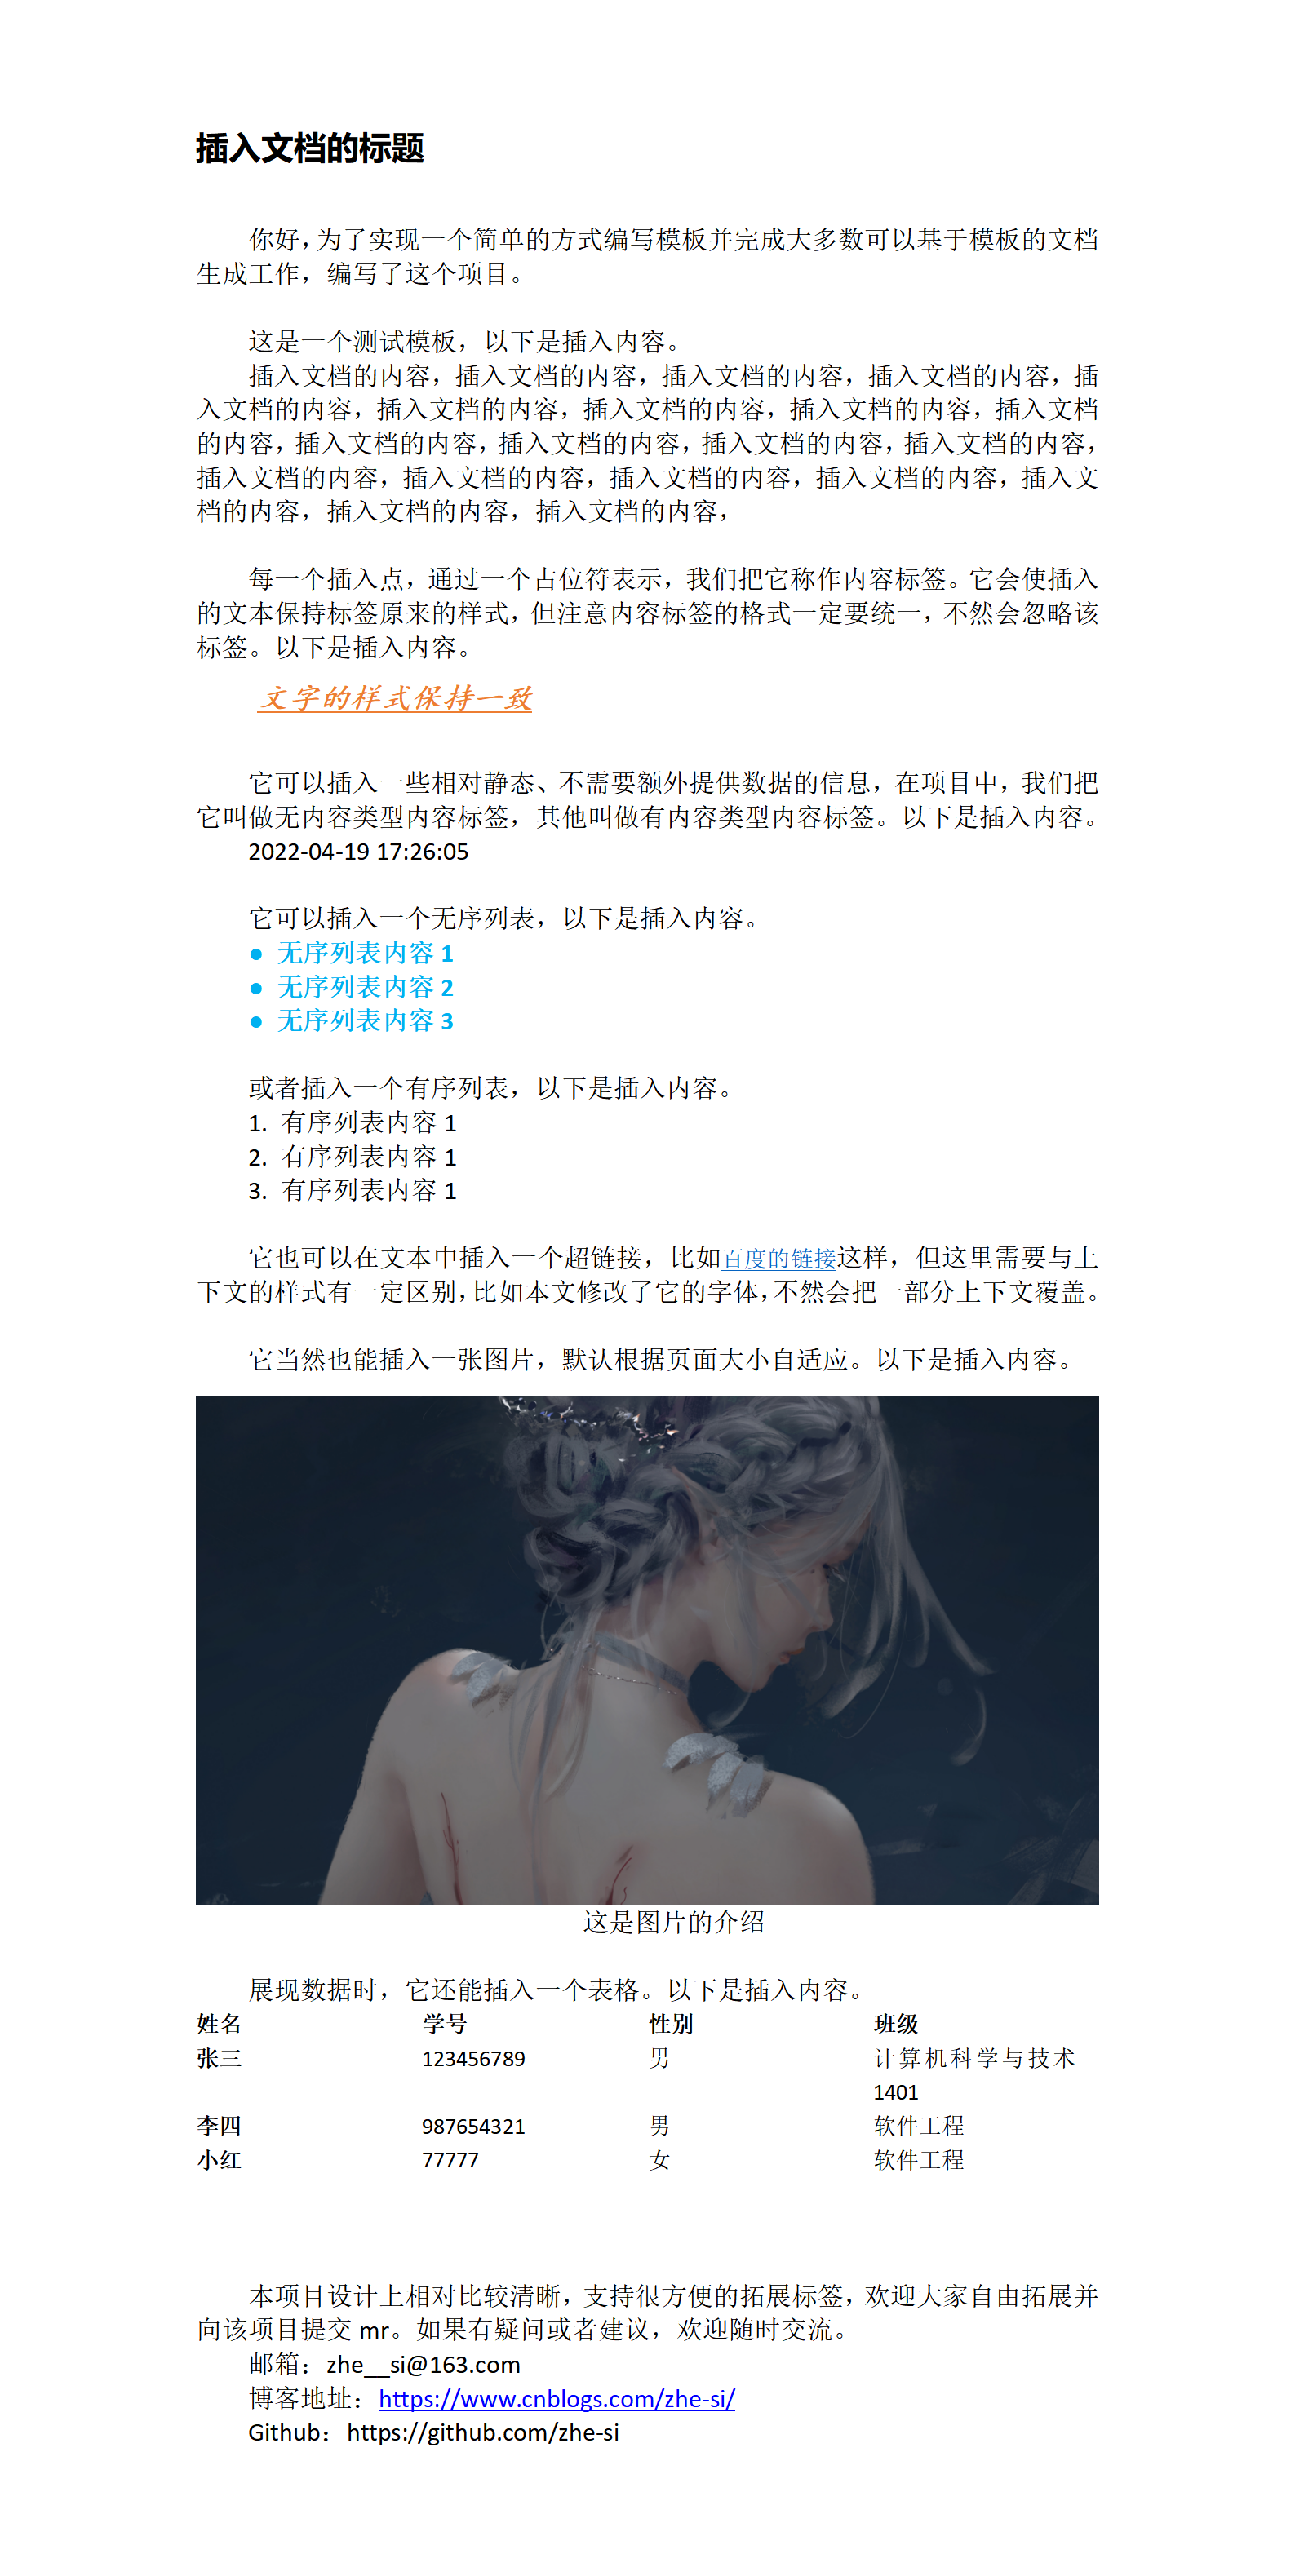 插入文档的标题
你好，为了实现一个简单的方式编写模板并完成大多数可以基于模板的文档
生成工作，编写了这个项目。
这是一个测试模板，以下是插入内容。
插入文档的内容，插入文档的内容，插入文档的内容，插入文档的内容，插
入文档的内容，插入文档的内容，插入文档的内容，插入文档的内容，插入文档
的内容，插入文档的内容，插入文档的内容，插入文档的内容，插入文档的内容，
插入文档的内容，插入文档的内容，插入文档的内容，插入文档的内容，插入文
档的内容，插入文档的内容，插入文档的内容，
每一个插入点，通过一个占位符表示，我们把它称作内容标签。它会使插入
的文本保持标签原来的样式，但注意内容标签的格式一定要统一，不然会忽略该
标签。以下是插入内容。
文字的样式保持一致
它可以插入一些相对静态、不需要额外提供数据的信息，在项目中，我们把
它叫做无内容类型内容标签，其他叫做有内容类型内容标签。以下是插入内容。
2022-04-19 17:26:05
它可以插入一个无序列表，以下是插入内容。
● 无序列表内容 1
● 无序列表内容 2
● 无序列表内容 3
或者插入一个有序列表，以下是插入内容。
1. 有序列表内容 1
2. 有序列表内容 1
3. 有序列表内容 1
它也可以在文本中插入一个超链接，比如百度的链接这样，但这里需要与上
下文的样式有一定区别，比如本文修改了它的字体，不然会把一部分上下文覆盖。
它当然也能插入一张图片，默认根据页面大小自适应。以下是插入内容。
这是图片的介绍
展现数据时，它还能插入一个表格。以下是插入内容。
姓名 学号 性别 班级
张三 123456789 男 计算机科学与技术
1401
李四 987654321 男 软件工程
小红 77777 女 软件工程
本项目设计上相对比较清晰，支持很方便的拓展标签，欢迎大家自由拓展并
向该项目提交 mr。如果有疑问或者建议，欢迎随时交流。
邮箱：zhe__si@163.com
博客地址：https://www.cnblogs.com/zhe-si/
Github：https://github.com/zhe-si